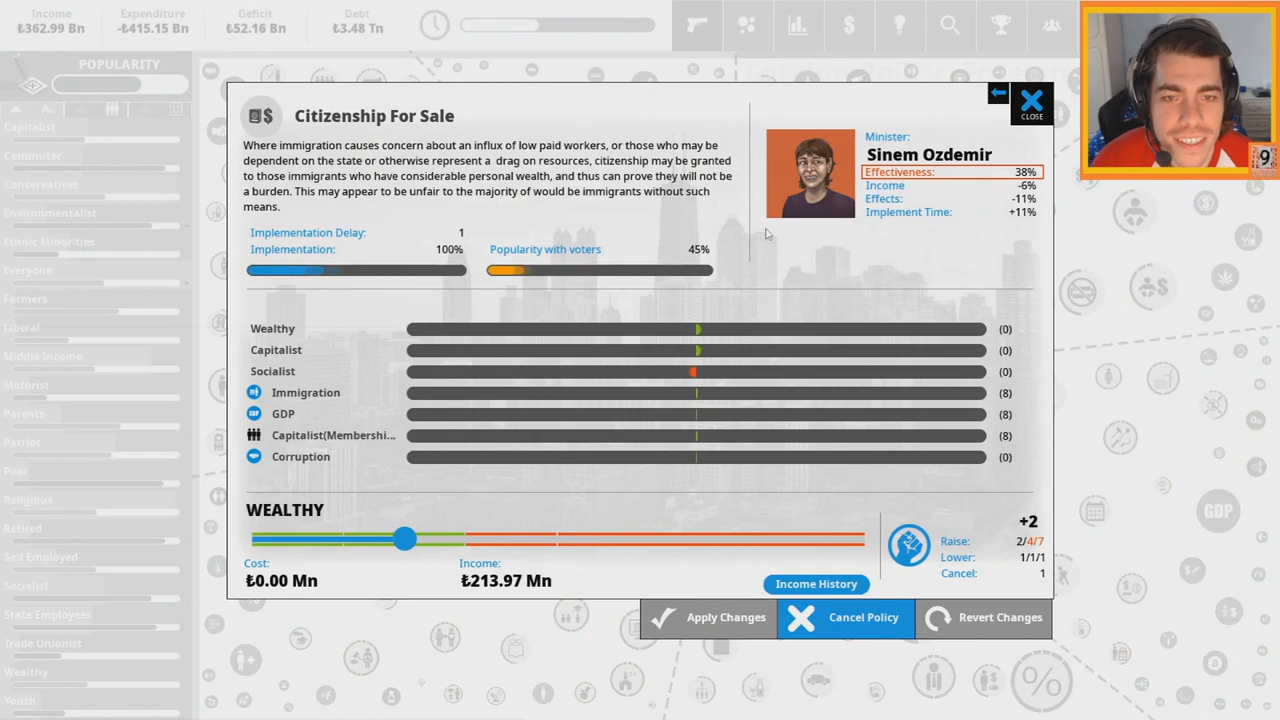 Income
Expenditure
Deficit
Debt
₺362.99 Bn
-₺415.15 Bn
₺52.16 Bn
₺3.48 Tn
POPULARITY
A..
Capitalist
Commuter
Conservatives
Environmentalist
Ethnic Minorities
Everyone
Farmers
Liberal
Middle Income
Motorist
Parents
Patriot
Poor
Religious
Retired
Self Employed
Socialist
State Employees
Trade Unionist
Wealthy
Youth
Citizenship For Sale
CLOSE
Where immigration causes concern about an influx of low paid workers, or those who may be
dependent on the state or otherwise represent a drag on resources, citizenship may be granted
to those immigrants who have considerable personal wealth, and thus can prove they will not be
a burden. This may appear to be unfair to the majority of would be immigrants without such
means.
Minister:
Sinem Ozdemir
Effectiveness: 38%
Income -6%
Effects: -11%
Implement Time: +11%
Implementation Delay: 1
Implementation: 100%
Popularity with voters 45%
Wealthy (0)
Capitalist (0)
Socialist (0)
Immigration (8)
GDP GDP (8)
Capitalist(Membershi... (8)
Corruption (0)
WEALTHY
Cost:
₺0.00 Mn
Income:
₺213.97 Mn
Income History
+2
Raise: 2/4/7
Lower: 1/1/1
Cancel: 1
Apply Changes
Cancel Policy
Revert Changes
GDP
%
9